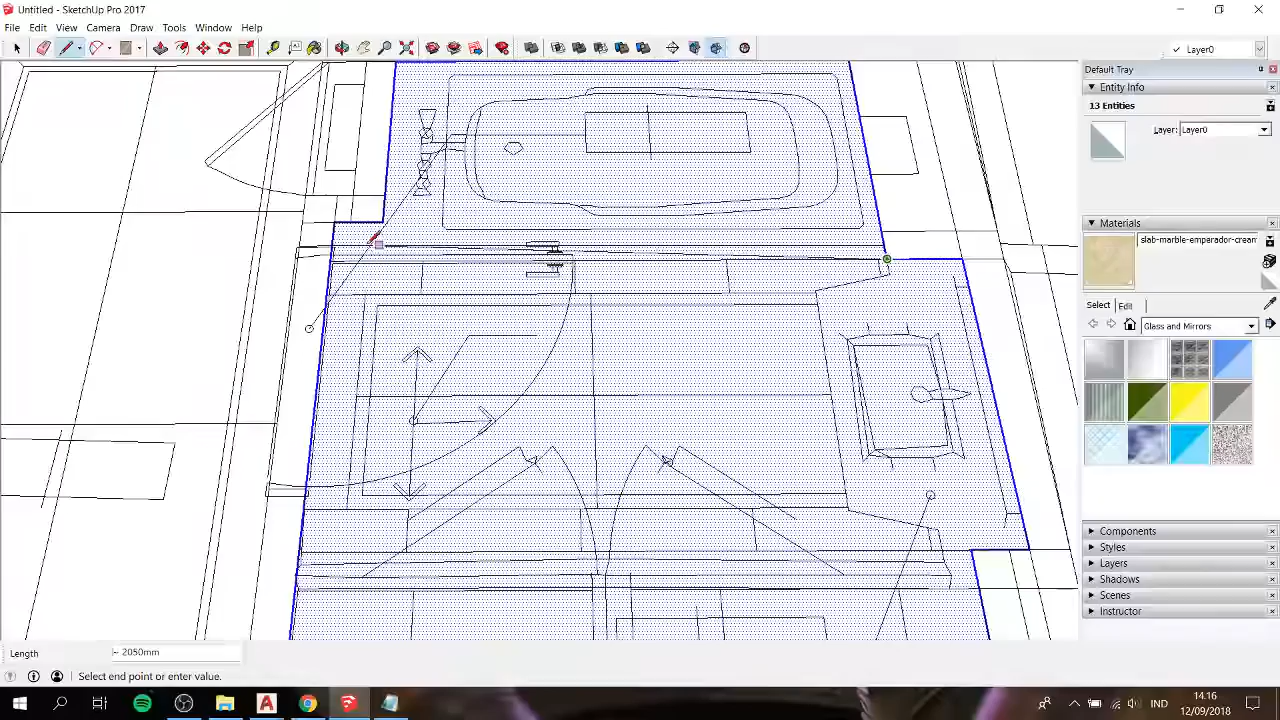 Untitled - SketchUp Pro 2017
File Edit View Camera Draw Tools Window Help
Layer0
Default Tray
Entity Info
13 Entities
Layer: Layer0
Materials
slab-marble-emparador-cream
Select Edit
Glass and Mirrors
Components
Styles
Layers
Shadows
Scenes
Instructor
Length ~ 2050mm
Select end point or enter value.
IND
14.16
12/09/2018